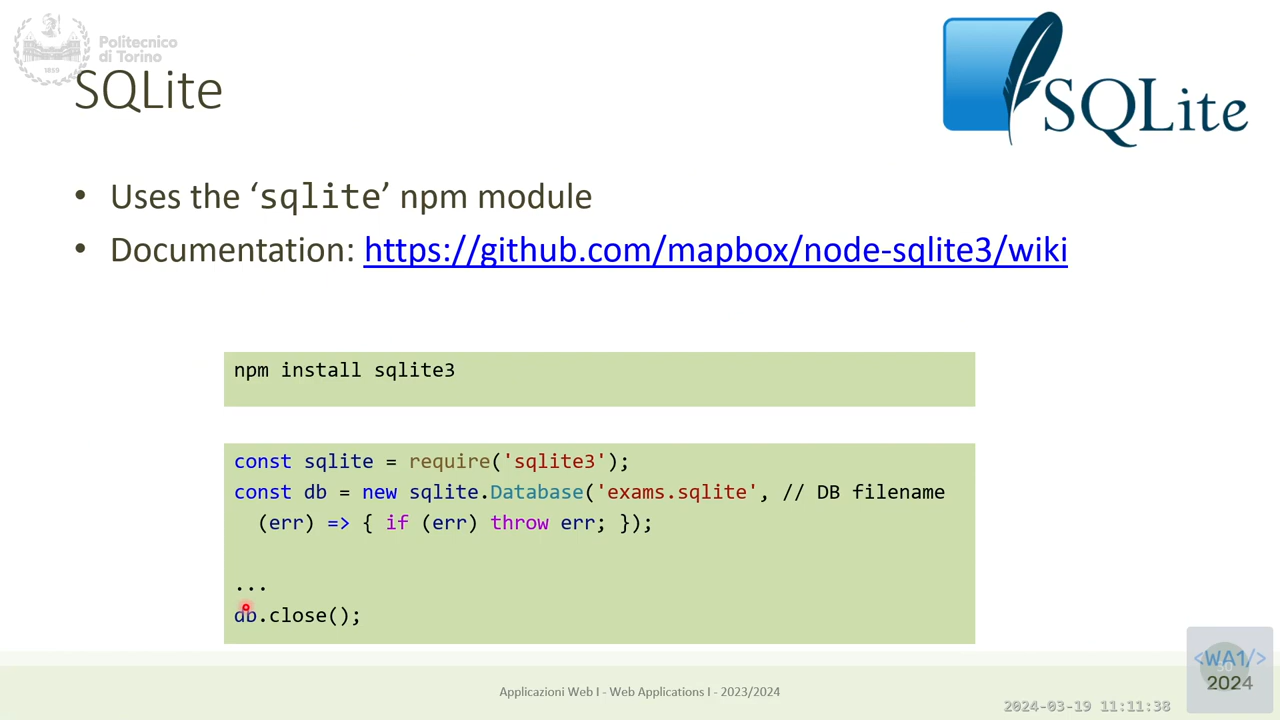 Politecnico
di Torino
1859
SQLite
SQLite
• Uses the ‘sqlite’ npm module
• Documentation: https://github.com/mapbox/node-sqlite3/wiki
npm install sqlite3
const sqlite = require('sqlite3');
const db = new sqlite.Database('exams.sqlite', // DB filename
(err) => { if (err) throw err; });
...
db.close();
Applicazioni Web I - Web Applications I - 2023/2024
<WA1/>
30
2024
2024-03-19 11:11:38